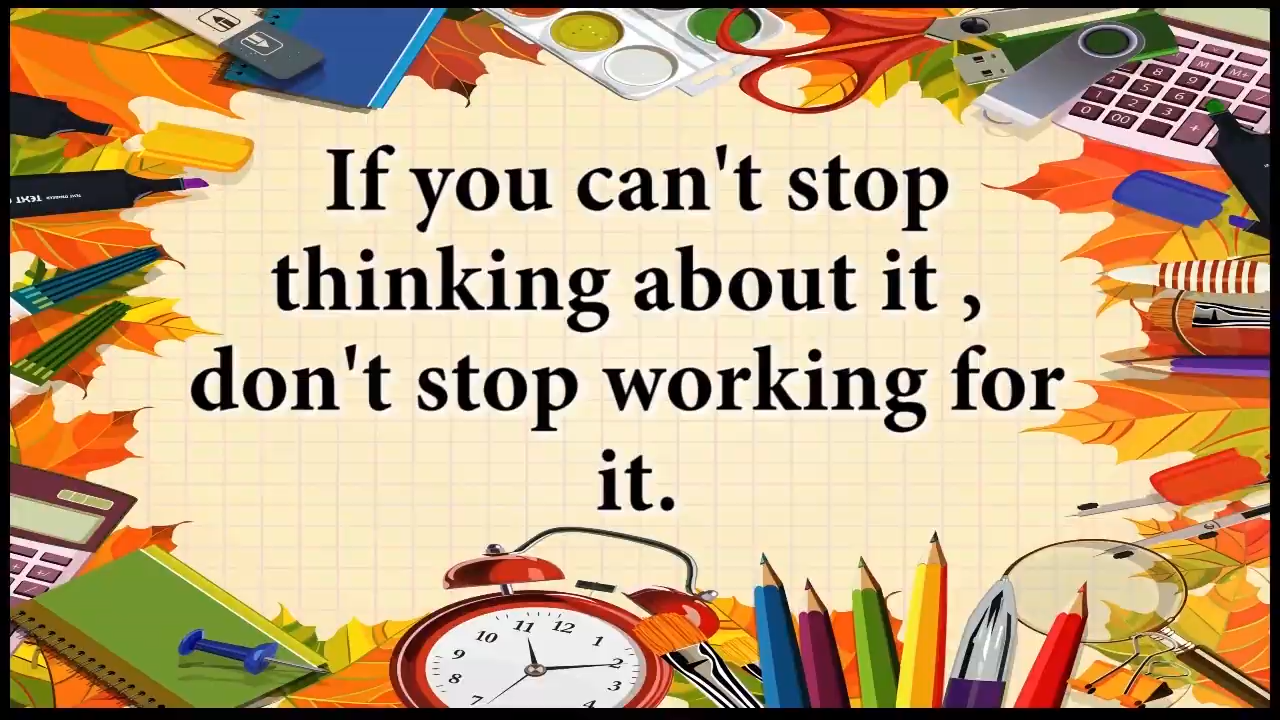 If you can't stop
thinking about it ,
don't stop working for
it.